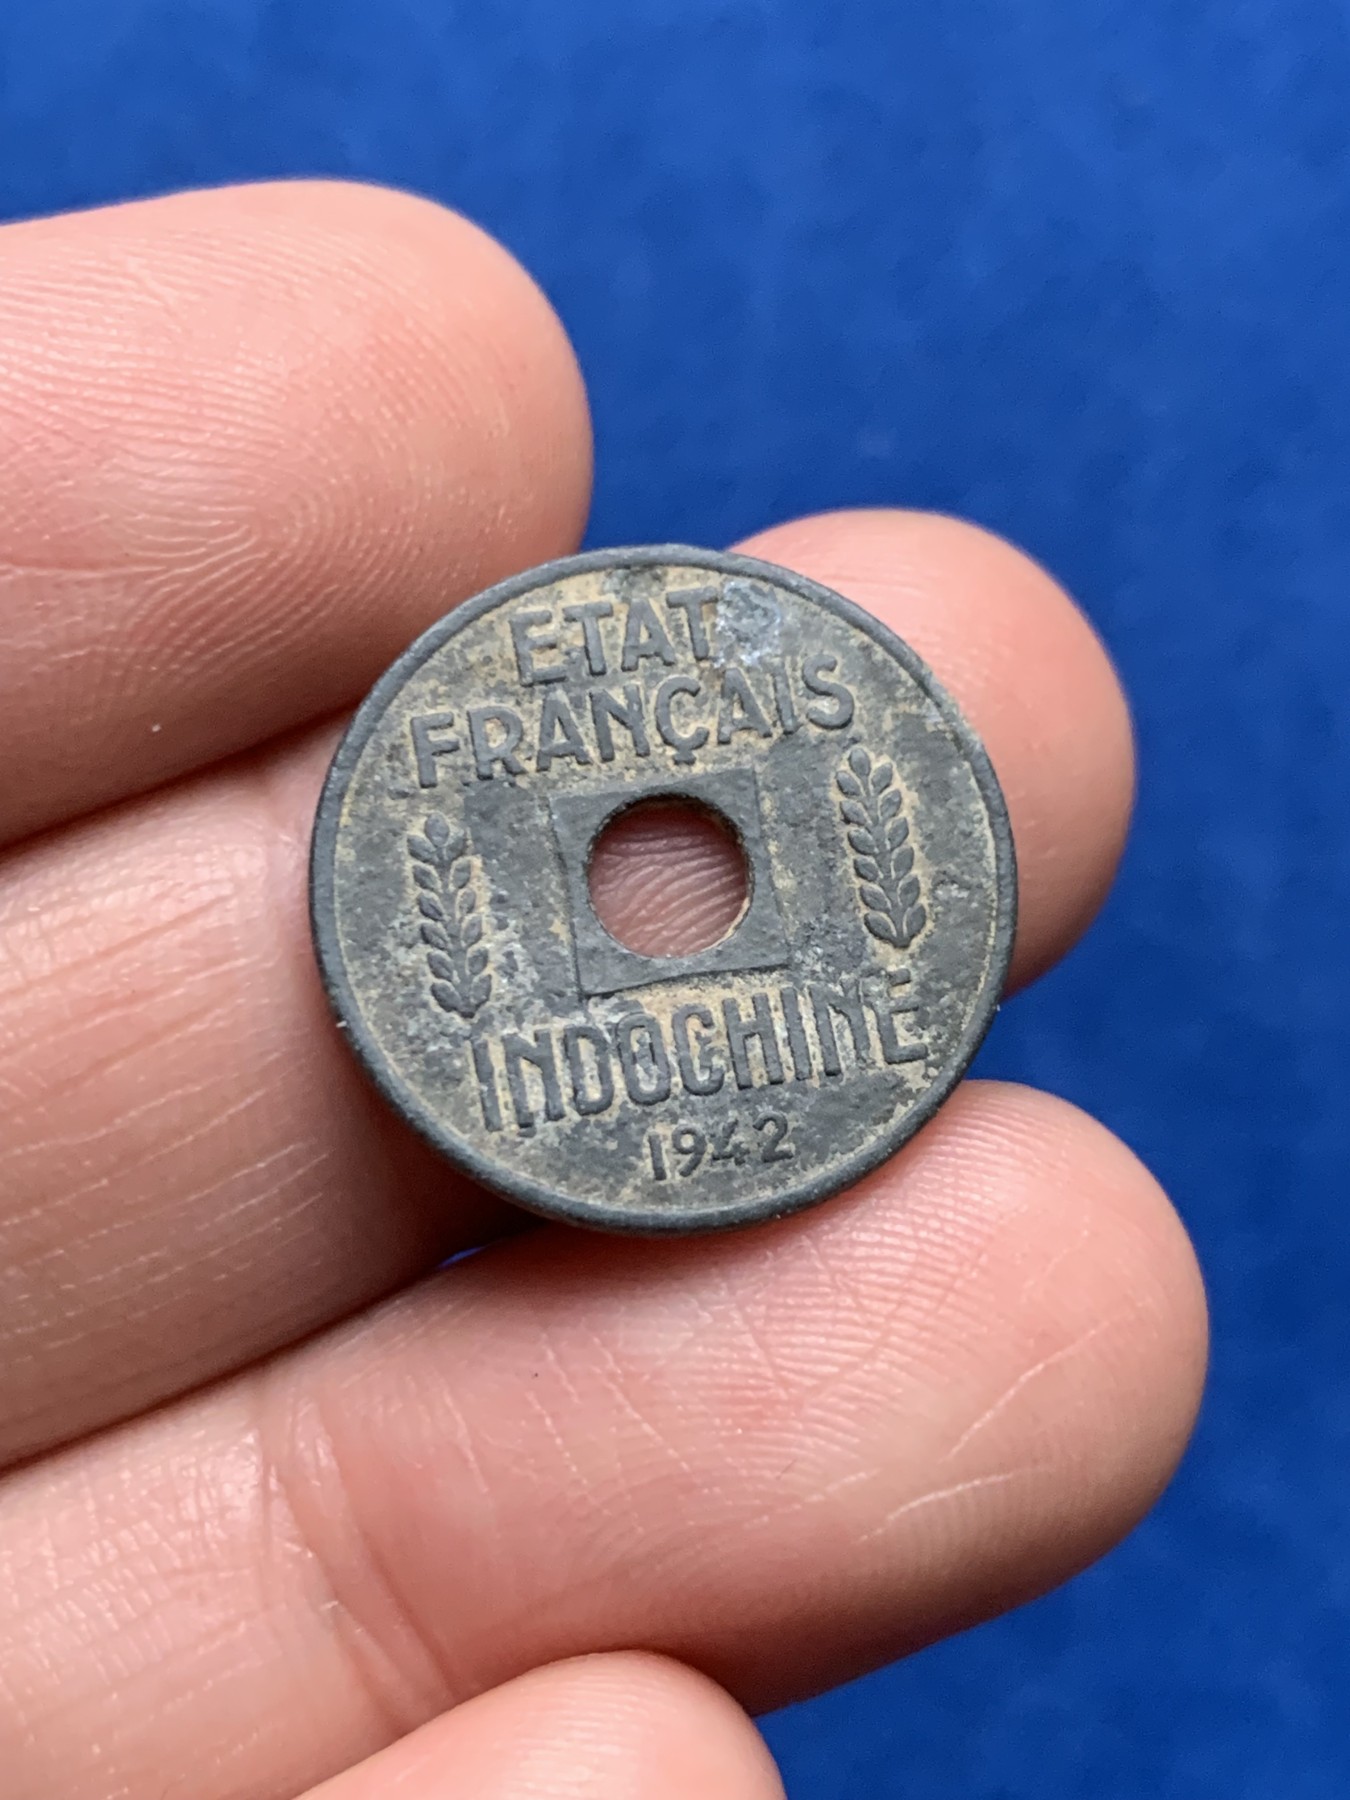 ETAT
FRANÇAIS
INDOCHINE
1942